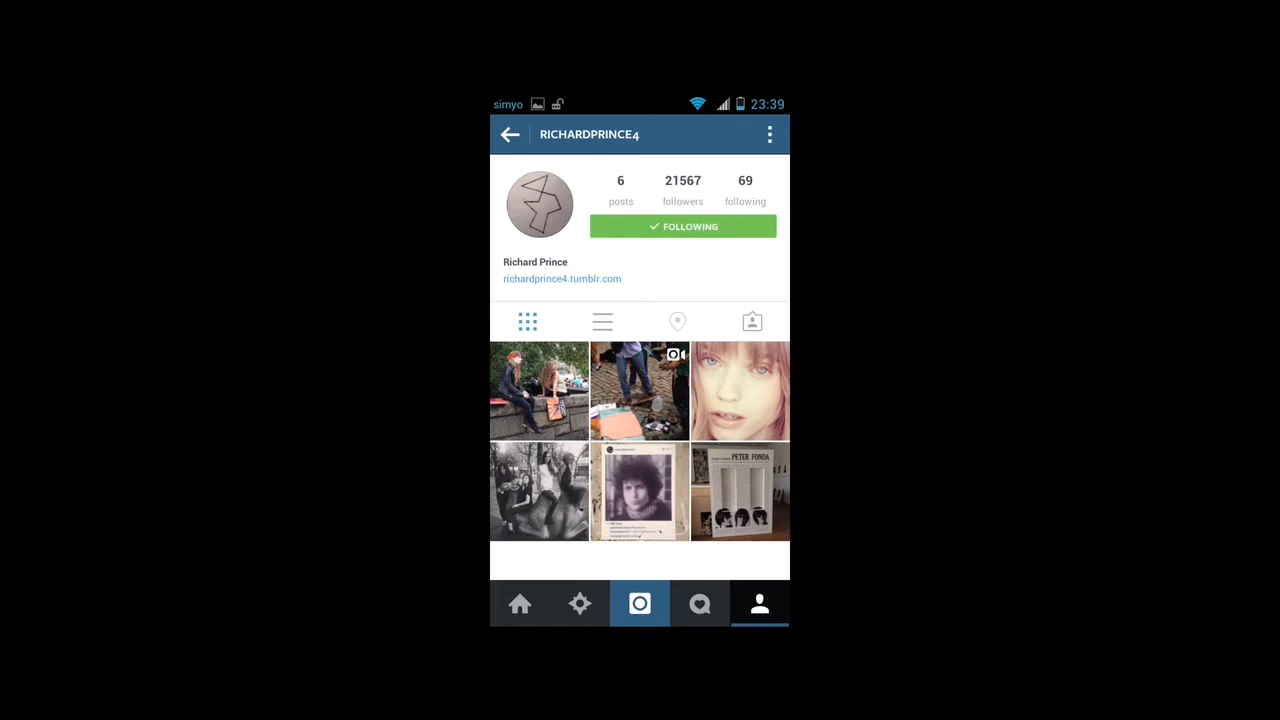 simyo 23:39
RICHARDPRINCE4
6 21567 69
posts followers following
FOLLOWING
Richard Prince
richardprince4.tumblr.com
PETER FONDA